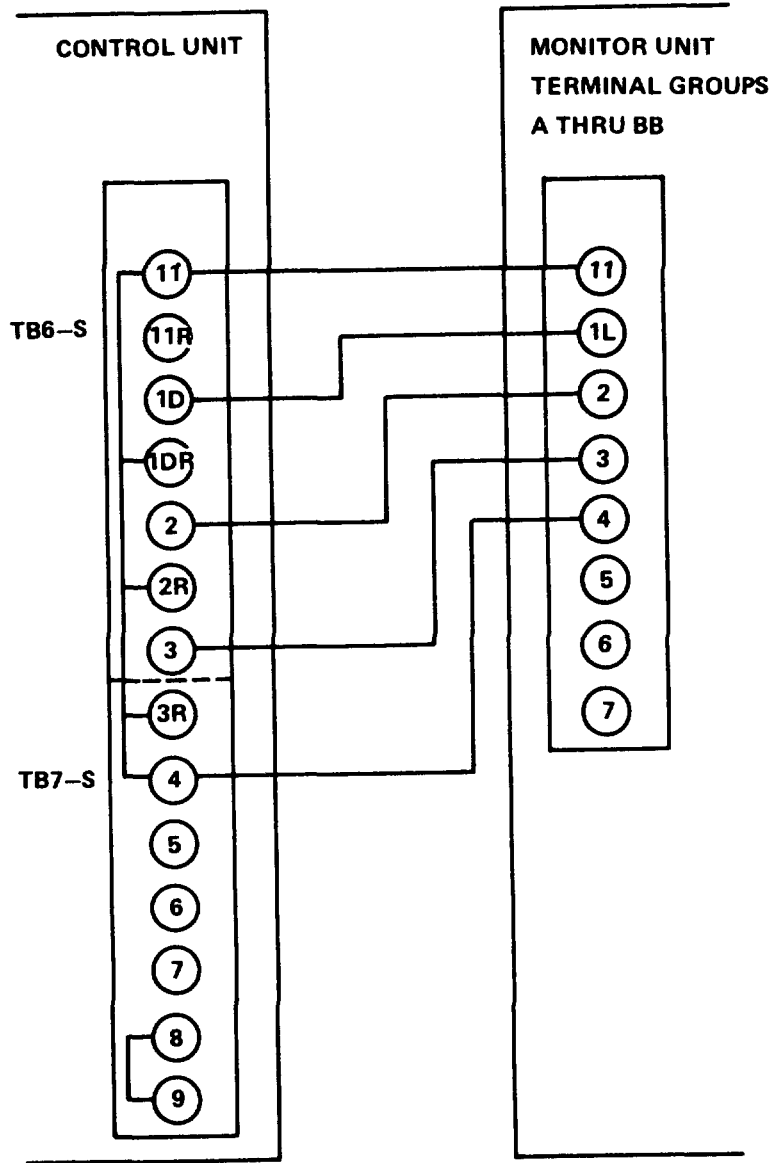 CONTROL UNIT
MONITOR UNIT
TERMINAL GROUPS
A THRU BB
TB6-S
11
11R
1D
1DR
2
2R
3
TB7-S
3R
4
5
6
7
8
9
11
1L
2
3
4
5
6
7